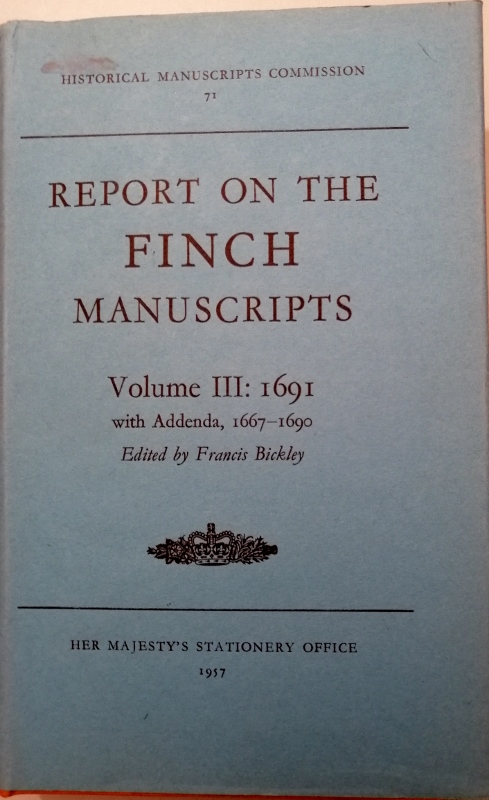 HISTORICAL MANUSCRIPTS COMMISSION
71
REPORT ON THE
FINCH
MANUSCRIPTS
Volume III: 1691
with Addenda, 1667–1690
Edited by Francis Bickley
HER MAJESTY'S STATIONERY OFFICE
1957